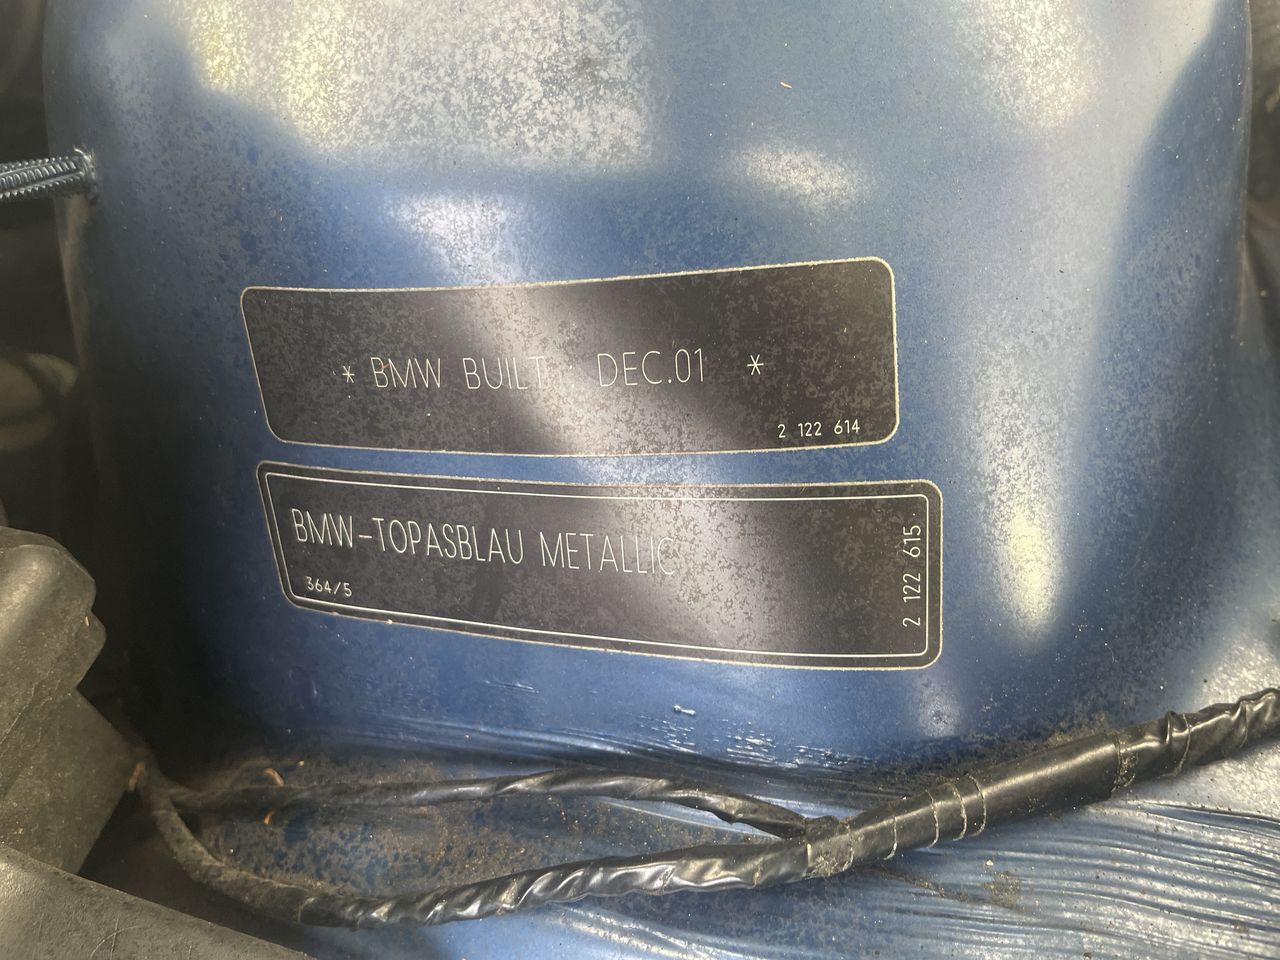 * BMW BUILT : DEC.01 *
2 122 614
BMW-TOPASBLAU METALLIC
364/5
2 122 615